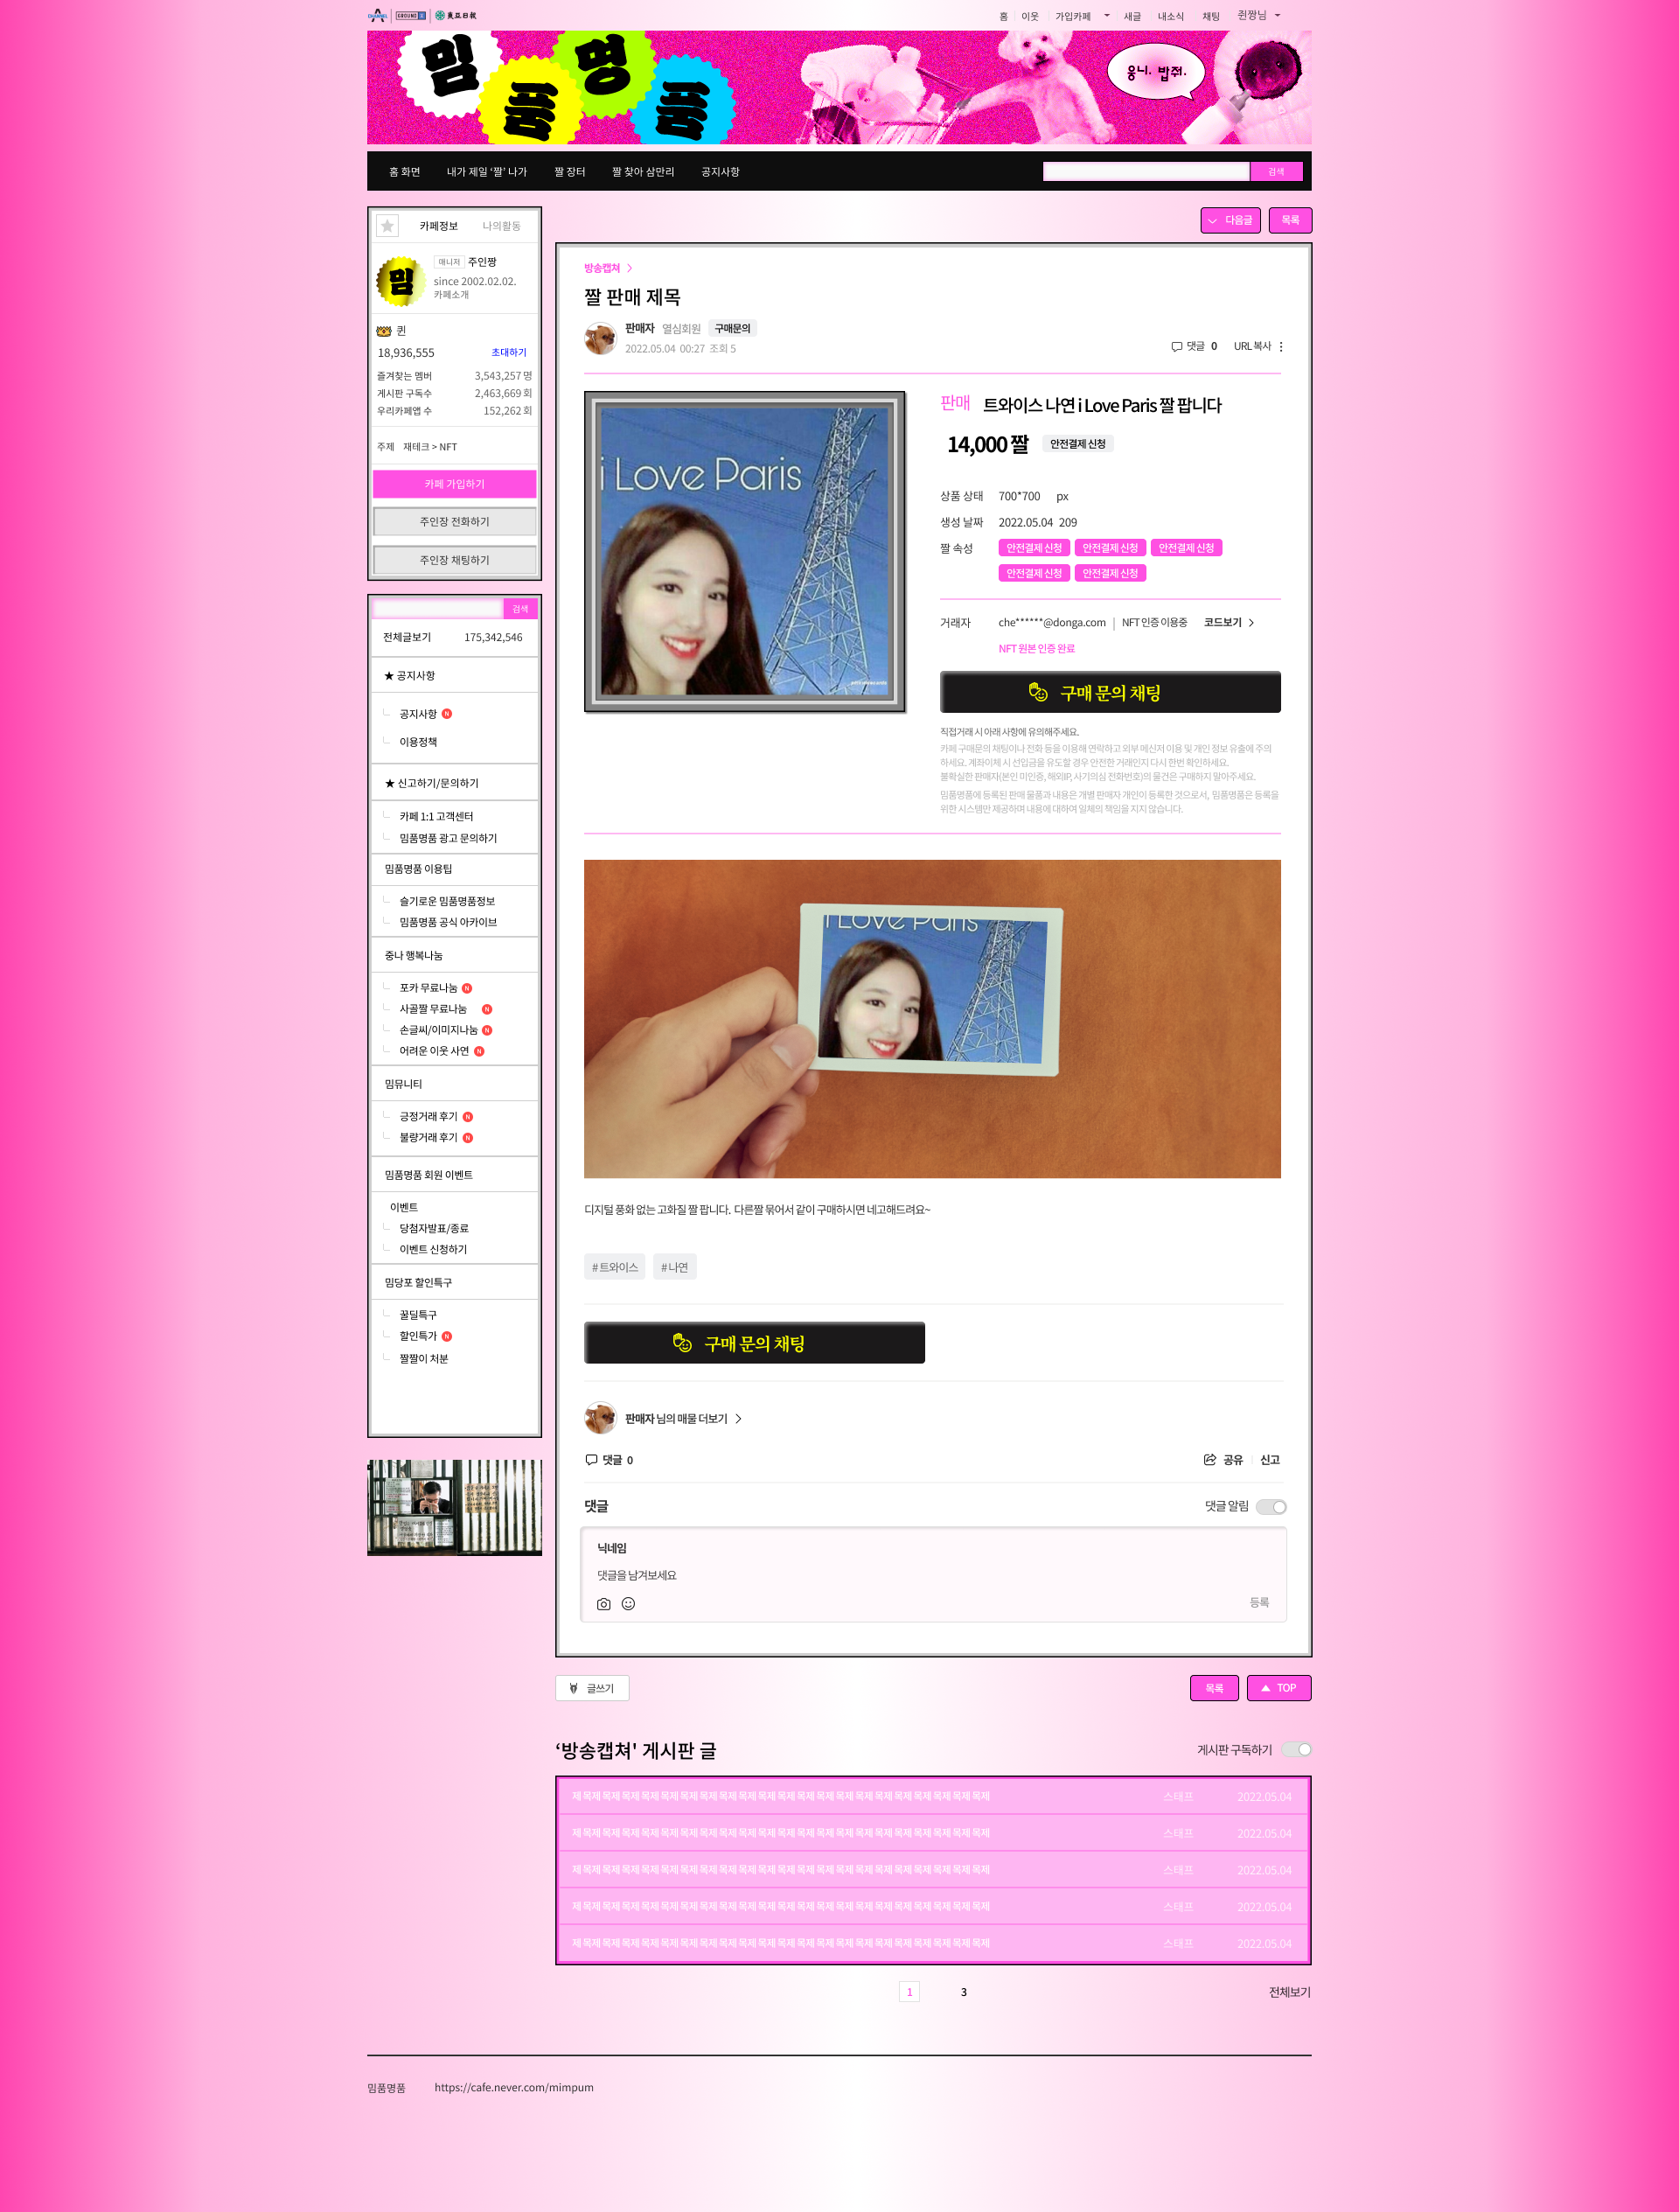 CHANNEL A GROUND X 東亞日報
홈 이웃 가입카페 새글 내소식 채팅 퀸짱님
밈품명품
웅니. 밥줘.
홈 화면 내가 제일 ‘짤’ 나가 짤 장터 짤 찾아 삼만리 공지사항 검색
다음글 목록
카페정보 나의활동
밈
매니저 주인짱
since 2002.02.02.
카페소개
퀸
18,936,555 초대하기
즐겨찾는 멤버 3,543,257 명
게시판 구독수 2,463,669 회
우리카페앱 수 152,262 회
주제 재테크 > NFT
카페 가입하기
주인장 전화하기
주인장 채팅하기
검색
전체글보기 175,342,546
★ 공지사항
공지사항 N
이용정책
★ 신고하기/문의하기
카페 1:1 고객센터
밈품명품 광고 문의하기
밈품명품 이용팁
슬기로운 밈품명품정보
밈품명품 공식 아카이브
중나 행복나눔
포카 무료나눔 N
사골짤 무료나눔 N
손글씨/이미지나눔 N
어려운 이웃 사연 N
밈뮤니티
긍정거래 후기 N
불량거래 후기 N
밈품명품 회원 이벤트
이벤트
당첨자발표/종료
이벤트 신청하기
밈당포 할인특구
꿀딜특구
할인특가 N
짤짤이 처분
방송캡쳐 >
짤 판매 제목
판매자 열심회원 구매문의
2022.05.04 00:27 조회 5
댓글 0 URL 복사
i Love Paris
판매 트와이스 나연 i Love Paris 짤 팝니다
14,000 짤 안전결제 신청
상품 상태 700*700 px
생성 날짜 2022.05.04 209
짤 속성 안전결제 신청 안전결제 신청 안전결제 신청
안전결제 신청 안전결제 신청
거래자 che******@donga.com | NFT 인증 이용중 코드보기 >
NFT 원본 인증 완료
구매 문의 채팅
직접거래 시 아래 사항에 유의해주세요.
카페 구매문의 채팅이나 전화 등을 이용해 연락하고 외부 메신저 이용 및 개인 정보 유출에 주의
하세요. 계좌이체 시 선입금을 유도할 경우 안전한 거래인지 다시 한번 확인하세요.
불확실한 판매자(본인 미인증, 해외IP, 사기의심 전화번호)의 물건은 구매하지 말아주세요.
밈품명품에 등록된 판매 물품과 내용은 개별 판매자 개인이 등록한 것으로서, 밈품명품은 등록을
위한 시스템만 제공하며 내용에 대하여 일체의 책임을 지지 않습니다.
i Love Paris
디지털 풍화 없는 고화질 짤 팝니다. 다른짤 묶어서 같이 구매하시면 네고해드려요~
# 트와이스 # 나연
구매 문의 채팅
판매자 님의 매물 더보기 >
댓글 0 공유 신고
댓글 댓글 알림
닉네임
댓글을 남겨보세요
등록
글쓰기 목록 TOP
‘방송캡쳐' 게시판 글 게시판 구독하기
제목제목제목제목제목제목제목제목제목제목제목제목제목제목제목제목제목제목제목제목제목제 스태프 2022.05.04
제목제목제목제목제목제목제목제목제목제목제목제목제목제목제목제목제목제목제목제목제목제 스태프 2022.05.04
제목제목제목제목제목제목제목제목제목제목제목제목제목제목제목제목제목제목제목제목제목제 스태프 2022.05.04
제목제목제목제목제목제목제목제목제목제목제목제목제목제목제목제목제목제목제목제목제목제 스태프 2022.05.04
제목제목제목제목제목제목제목제목제목제목제목제목제목제목제목제목제목제목제목제목제목제 스태프 2022.05.04
1 3 전체보기
밈품명품 https://cafe.never.com/mimpum